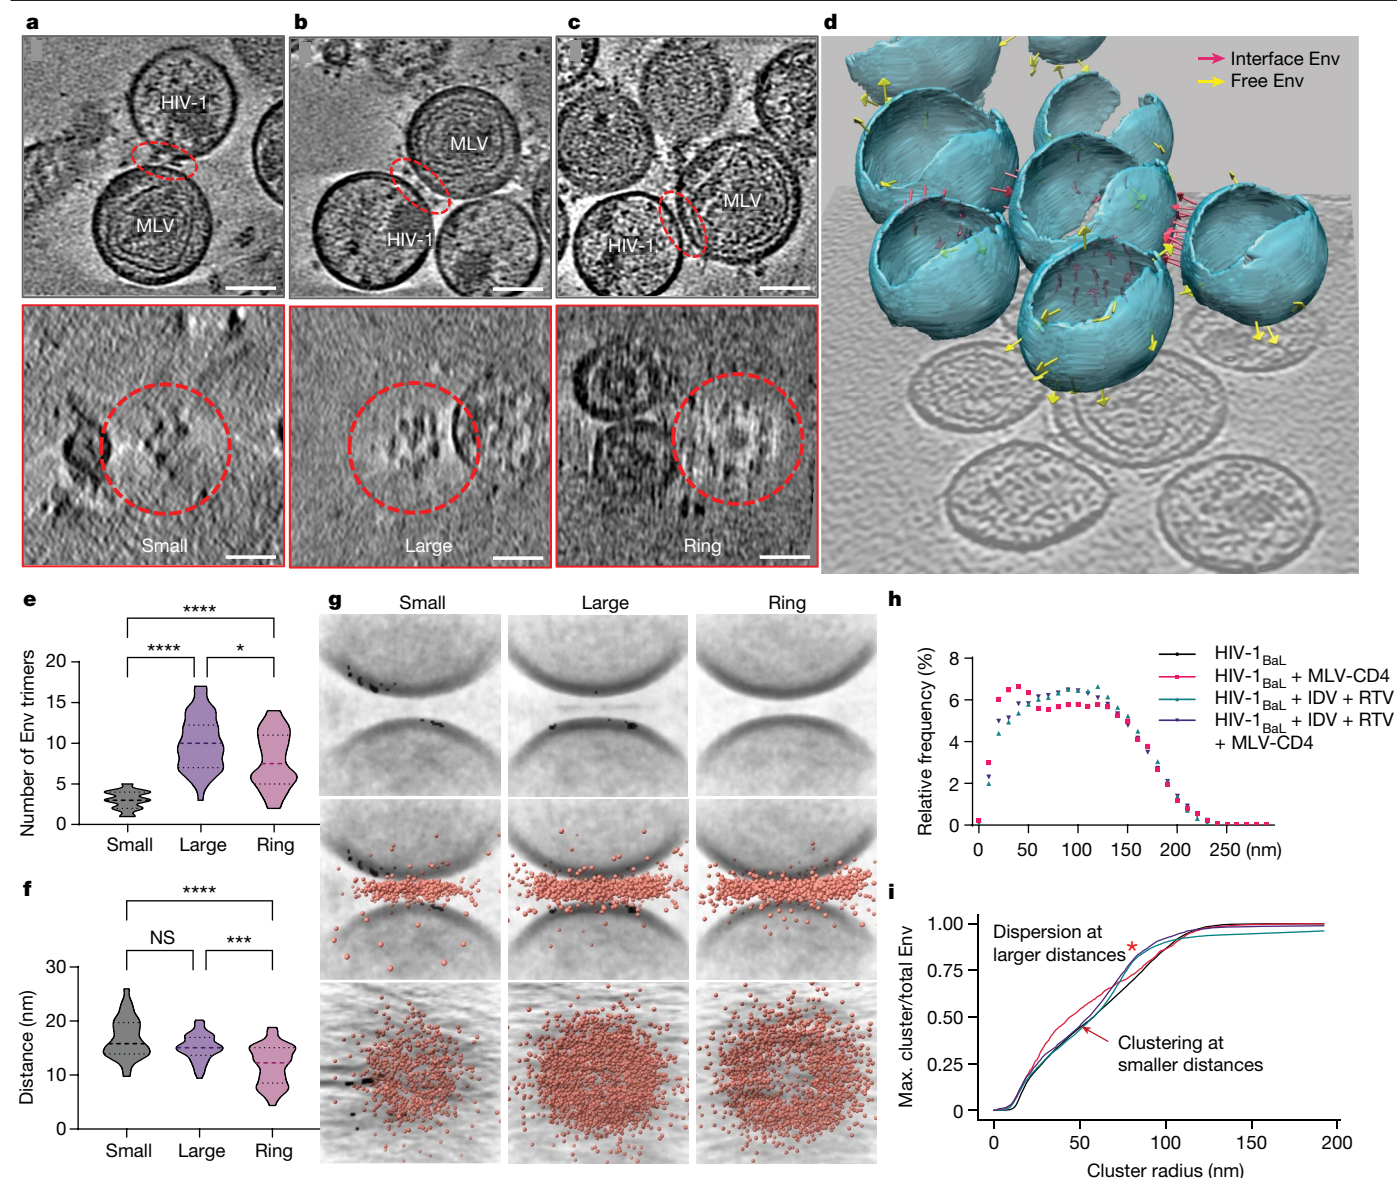 a
b
c
d
HIV-1
MLV
MLV
HIV-1
MLV
HIV-1
Interface Env
Free Env
Small
Large
Ring
e
****
****
*
Number of Env trimers
20
15
10
5
0
Small
Large
Ring
f
****
NS
***
Distance (nm)
30
20
10
0
Small
Large
Ring
g
Small
Large
Ring
h
Relative frequency (%)
8
6
4
2
0
0
50
100
150
200
250
(nm)
HIV-1BaL
HIV-1BaL + MLV-CD4
HIV-1BaL + IDV + RTV
HIV-1BaL + IDV + RTV
+ MLV-CD4
i
Max. cluster/total Env
1.00
0.75
0.50
0.25
0
Dispersion at
larger distances
*
Clustering at
smaller distances
0
50
100
150
200
Cluster radius (nm)